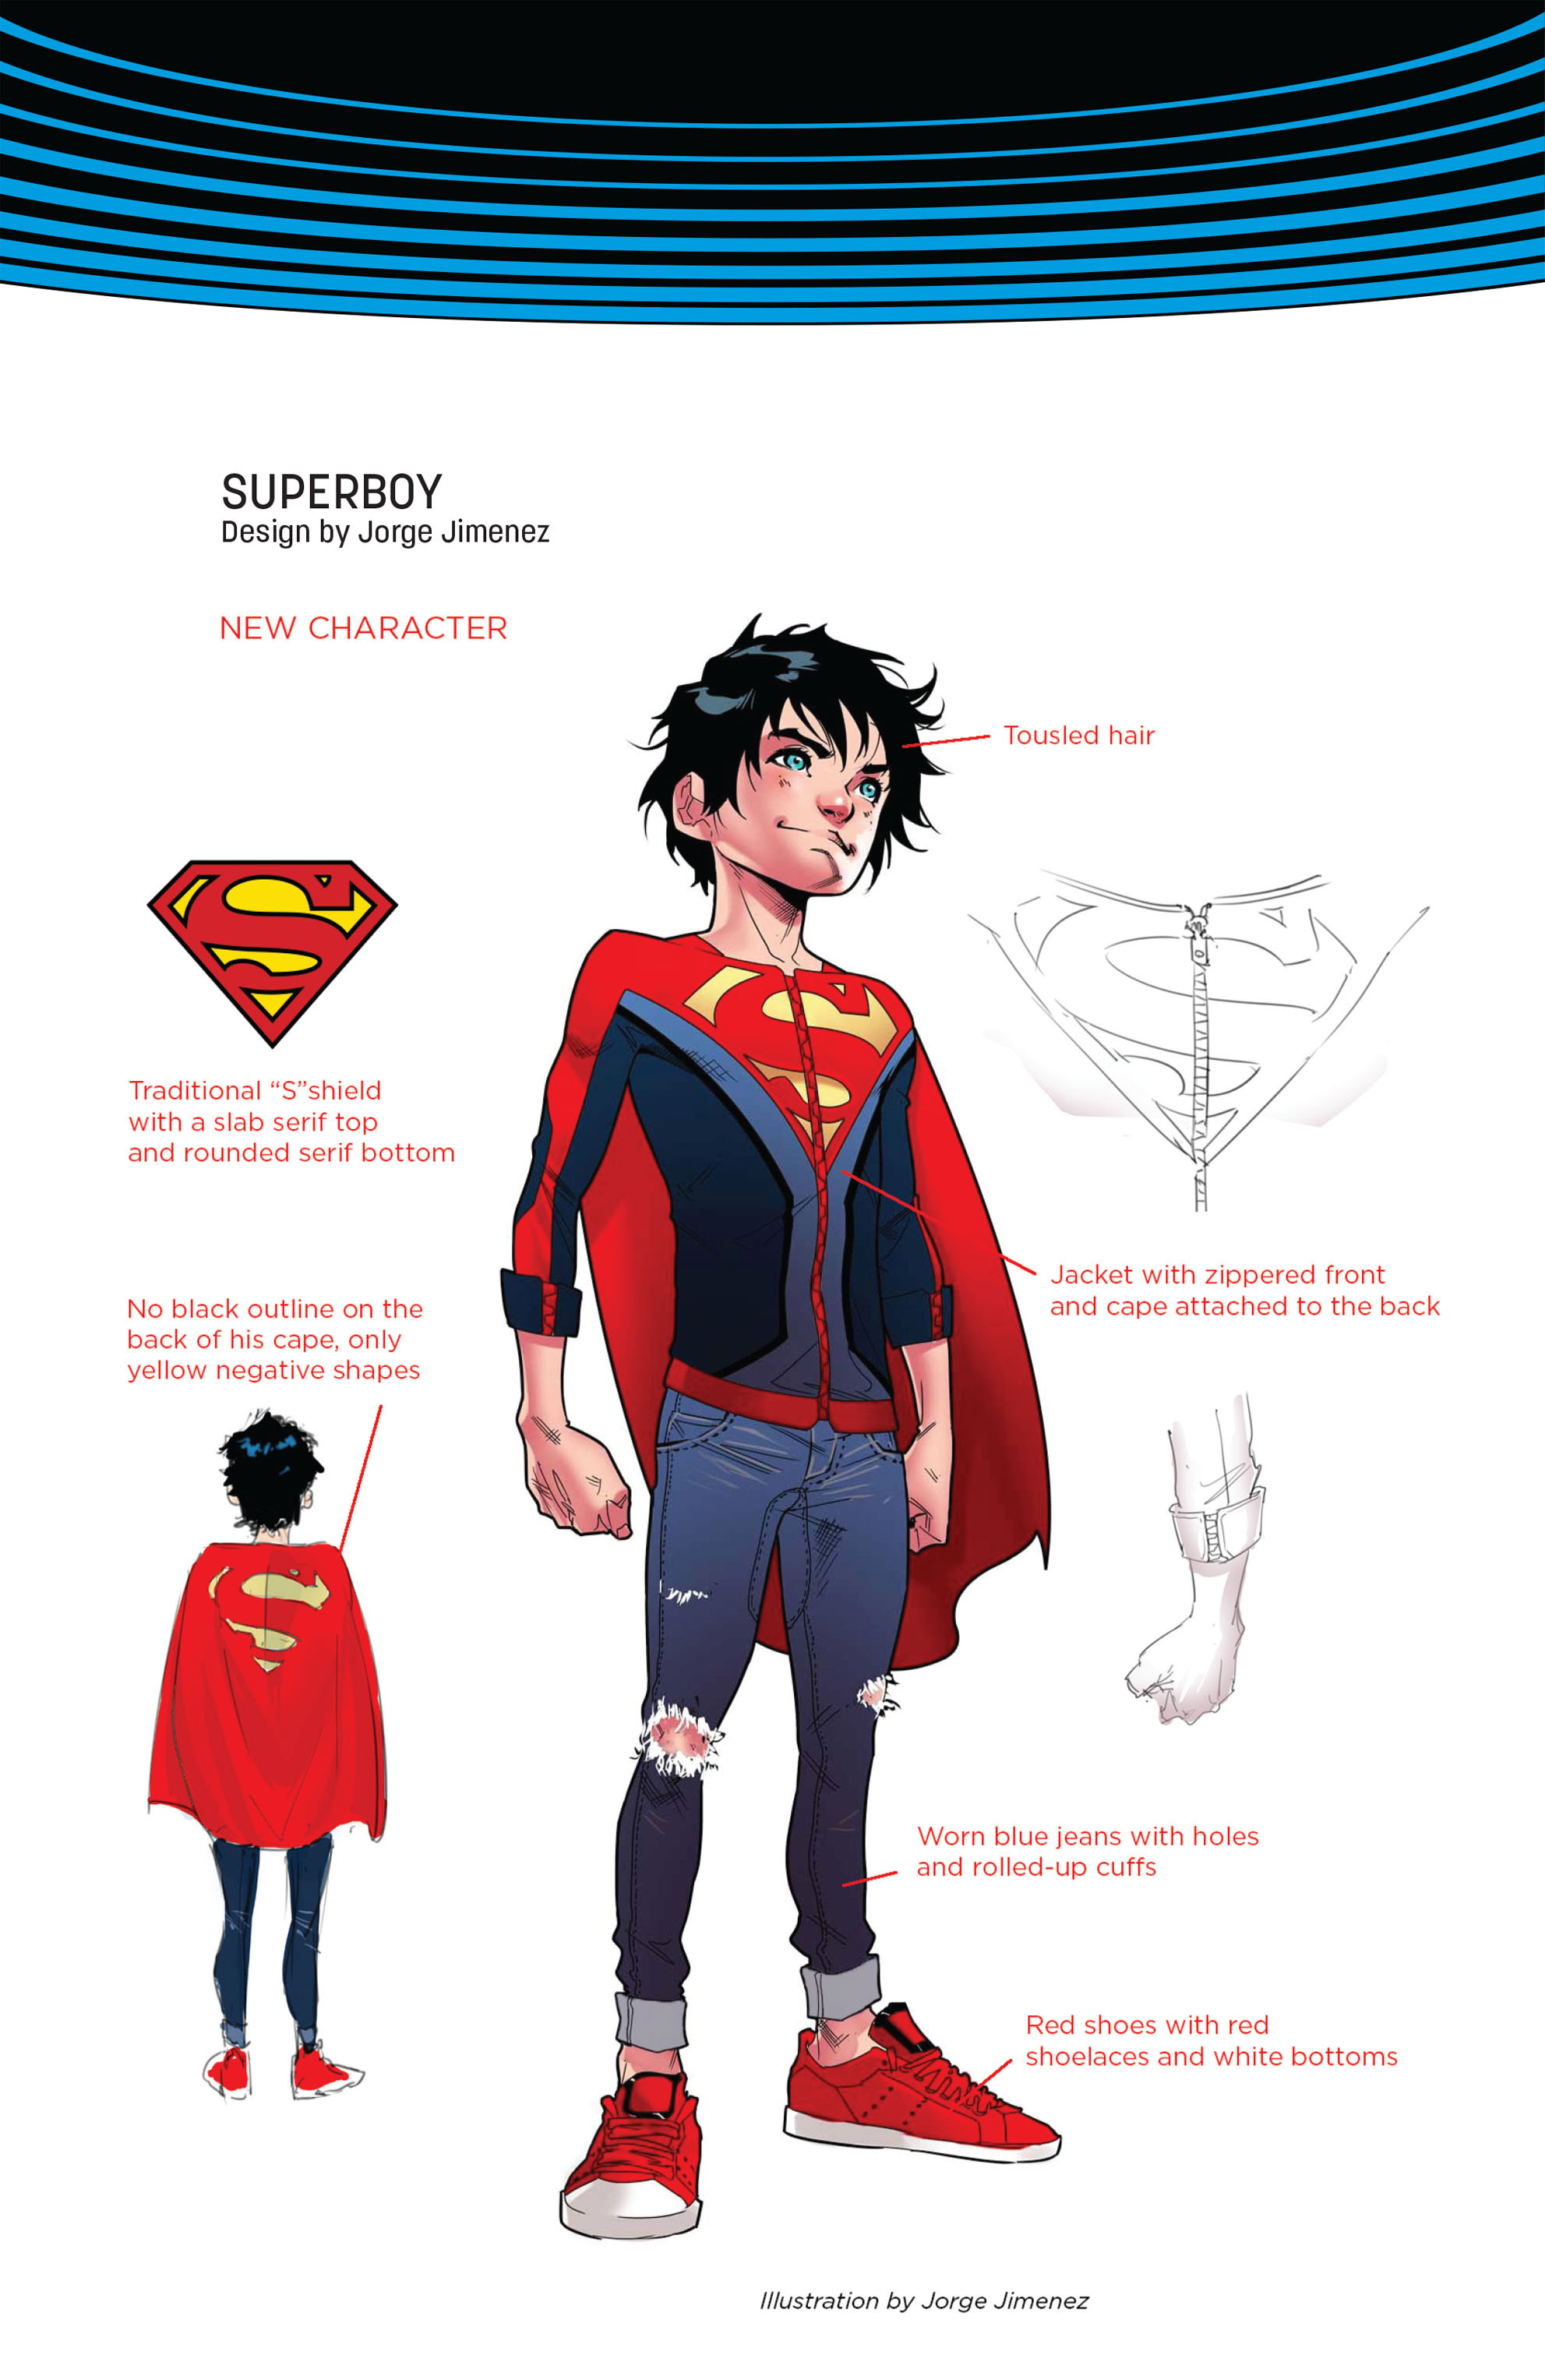 SUPERBOY
Design by Jorge Jimenez
NEW CHARACTER
Tousled hair
Traditional “S”shield
with a slab serif top
and rounded serif bottom
Jacket with zippered front
and cape attached to the back
No black outline on the
back of his cape, only
yellow negative shapes
Worn blue jeans with holes
and rolled-up cuffs
Red shoes with red
shoelaces and white bottoms
Illustration by Jorge Jimenez